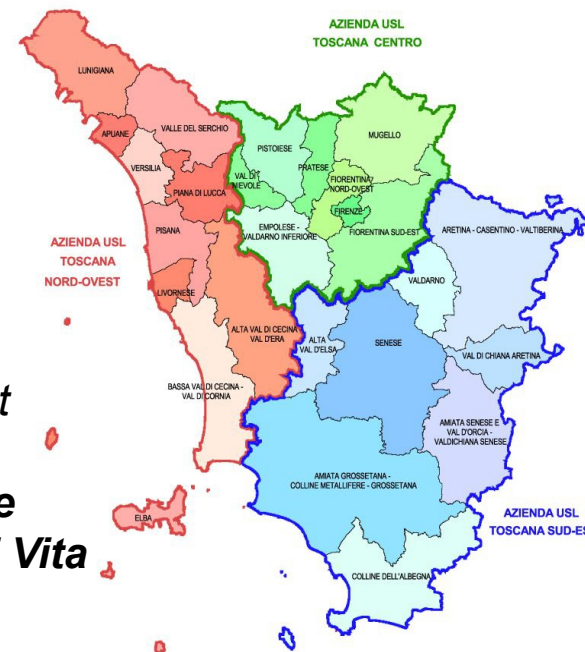 AZIENDA USL
TOSCANA CENTRO
LUNIGIANA
APUANE
VALLE DEL SERCHIO
VERSILIA
PIANA DI LUCCA
PISANA
LIVORNESE
ALTA VAL DI CECINA -
VAL D'ERA
BASSA VAL DI CECINA -
VAL DI CORNIA
ELBA
AZIENDA USL
TOSCANA
NORD-OVEST
PISTOIESE
VAL DI
NIEVOLE
PRATESE
MUGELLO
FIORENTINA
NORD-OVEST
FIRENZE
EMPOLESE -
VALDARNO INFERIORE
FIORENTINA SUD-EST
ARETINA - CASENTINO - VALTIBERINA
VALDARNO
VAL DI CHIANA ARETINA
ALTA
VAL D'ELSA
SENESE
AMIATA SENESE E
VAL D'ORCIA -
VALDICHIANA SENESE
AMIATA GROSSETANA -
COLLINE METALLIFERE - GROSSETANA
COLLINE DELL'ALBEGNA
AZIENDA USL
TOSCANA SUD-ES
t
e
Vita